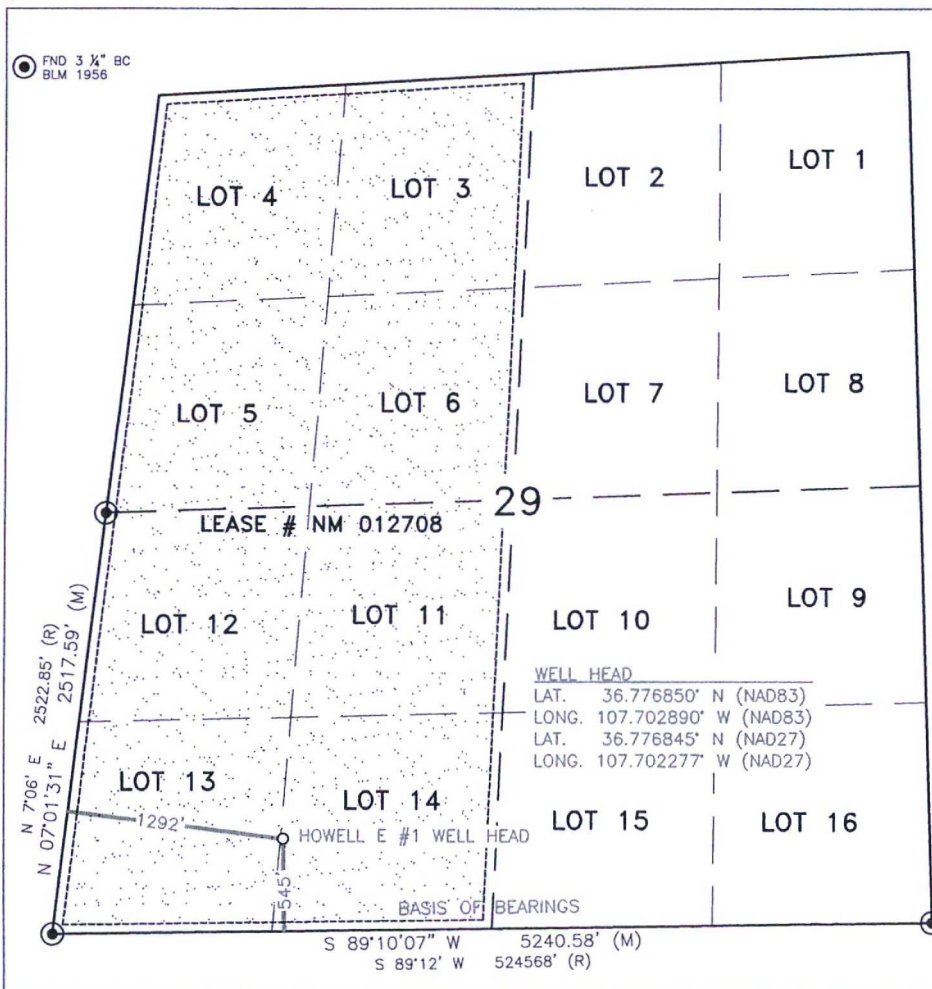 FND 3 ¼" BC
BLM 1956
LOT 4
LOT 3
LOT 2
LOT 1
LOT 5
LOT 6
LOT 7
LOT 8
29
LEASE # NM 012708
LOT 12
LOT 11
LOT 10
LOT 9
N 7°06' E 2522.85' (R)
N 07°01'31" E 2517.59' (M)
WELL HEAD
LAT. 36.776850° N (NAD83)
LONG. 107.702890° W (NAD83)
LAT. 36.776845° N (NAD27)
LONG. 107.702277° W (NAD27)
LOT 13
LOT 14
LOT 15
LOT 16
1292'
HOWELL E #1 WELL HEAD
545'
BASIS OF BEARINGS
S 89°10'07" W 5240.58' (M)
S 89°12' W 524568' (R)